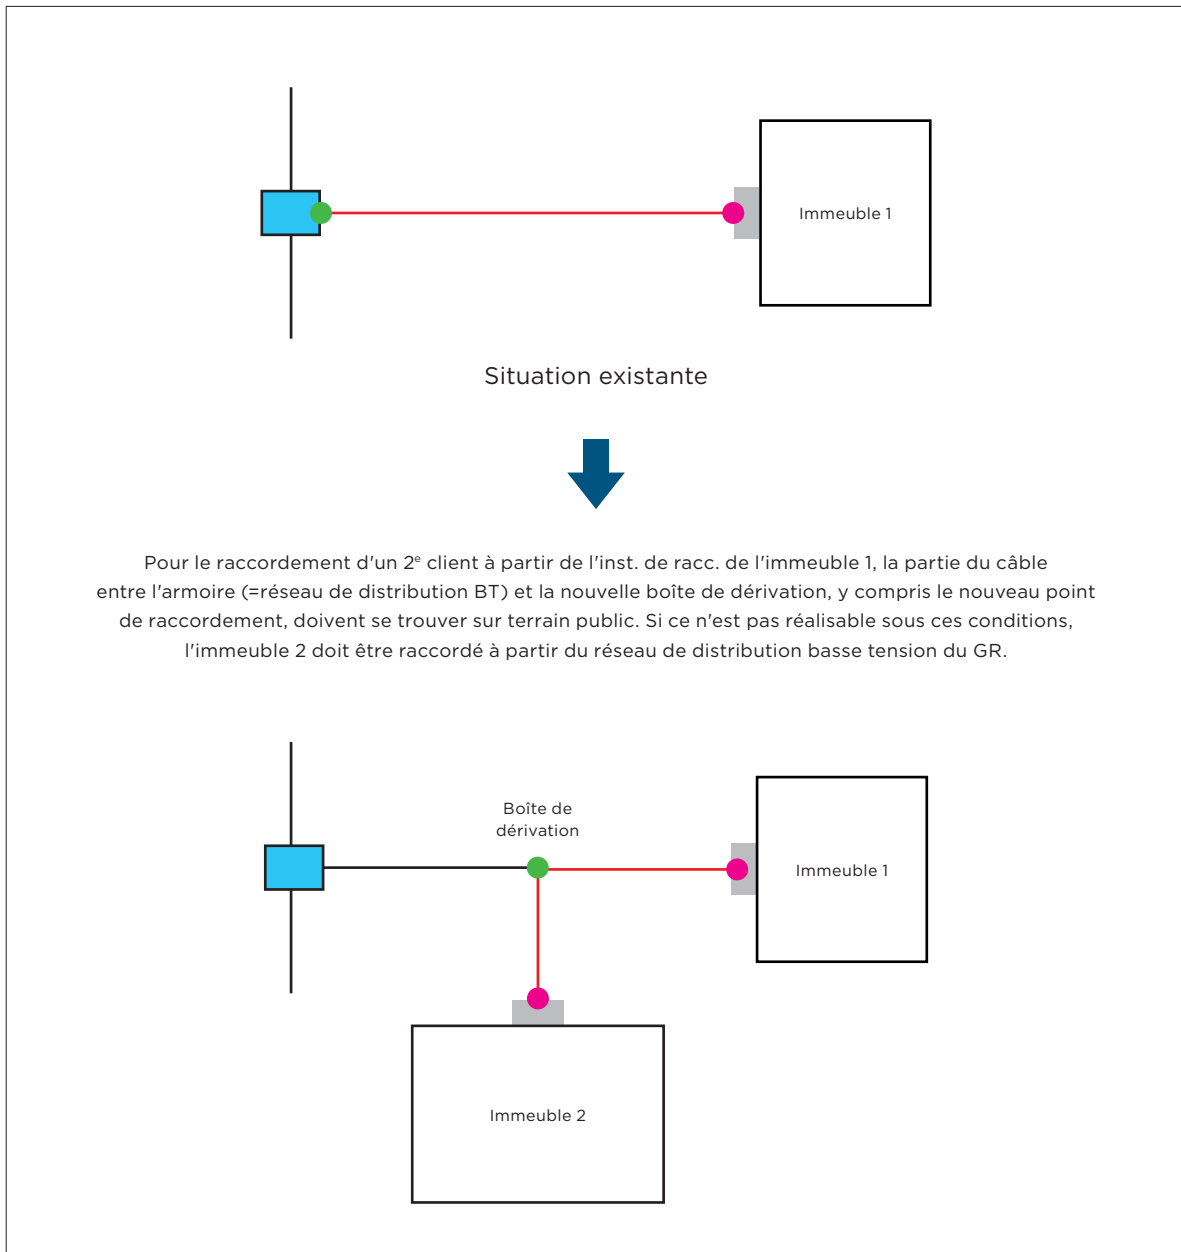 Immeuble 1
Situation existante
Pour le raccordement d'un 2ᵉ client à partir de l'inst. de racc. de l'immeuble 1, la partie du câble
entre l'armoire (=réseau de distribution BT) et la nouvelle boîte de dérivation, y compris le nouveau point
de raccordement, doivent se trouver sur terrain public. Si ce n'est pas réalisable sous ces conditions,
l'immeuble 2 doit être raccordé à partir du réseau de distribution basse tension du GR.
Boîte de
dérivation
Immeuble 1
Immeuble 2